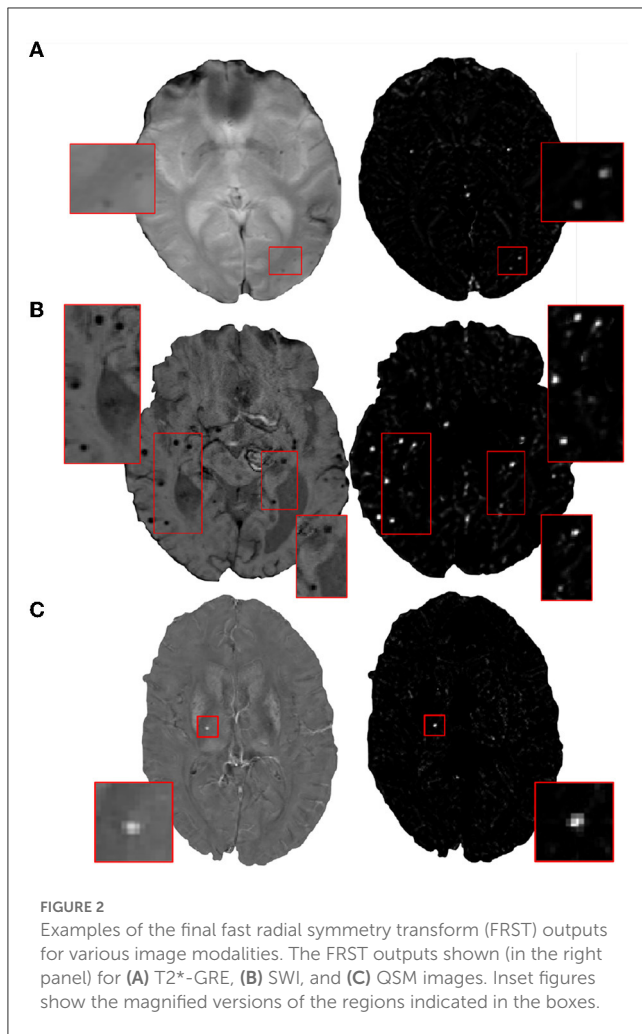 A
B
C
FIGURE 2
Examples of the final fast radial symmetry transform (FRST) outputs
for various image modalities. The FRST outputs shown (in the right
panel) for (A) T2*-GRE, (B) SWI, and (C) QSM images. Inset figures
show the magnified versions of the regions indicated in the boxes.